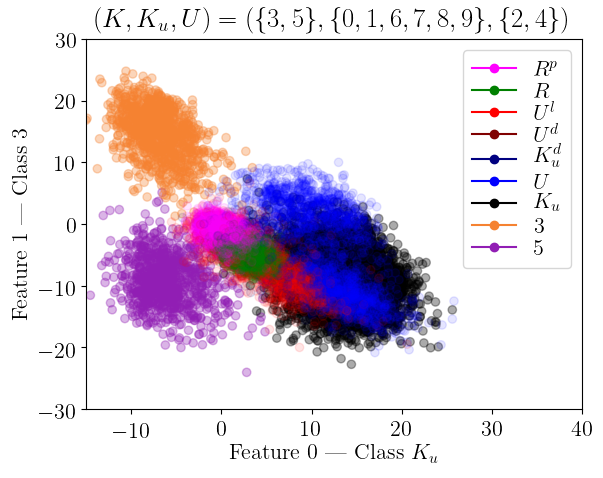 (K, K_u, U) = ({3, 5}, {0, 1, 6, 7, 8, 9}, {2, 4})
30
20
10
0
−10
−20
−30
Feature 1 — Class 3
R^p
R
U^l
U^d
K_u^d
U
K_u
3
5
−10
0
10
20
30
40
Feature 0 — Class K_u